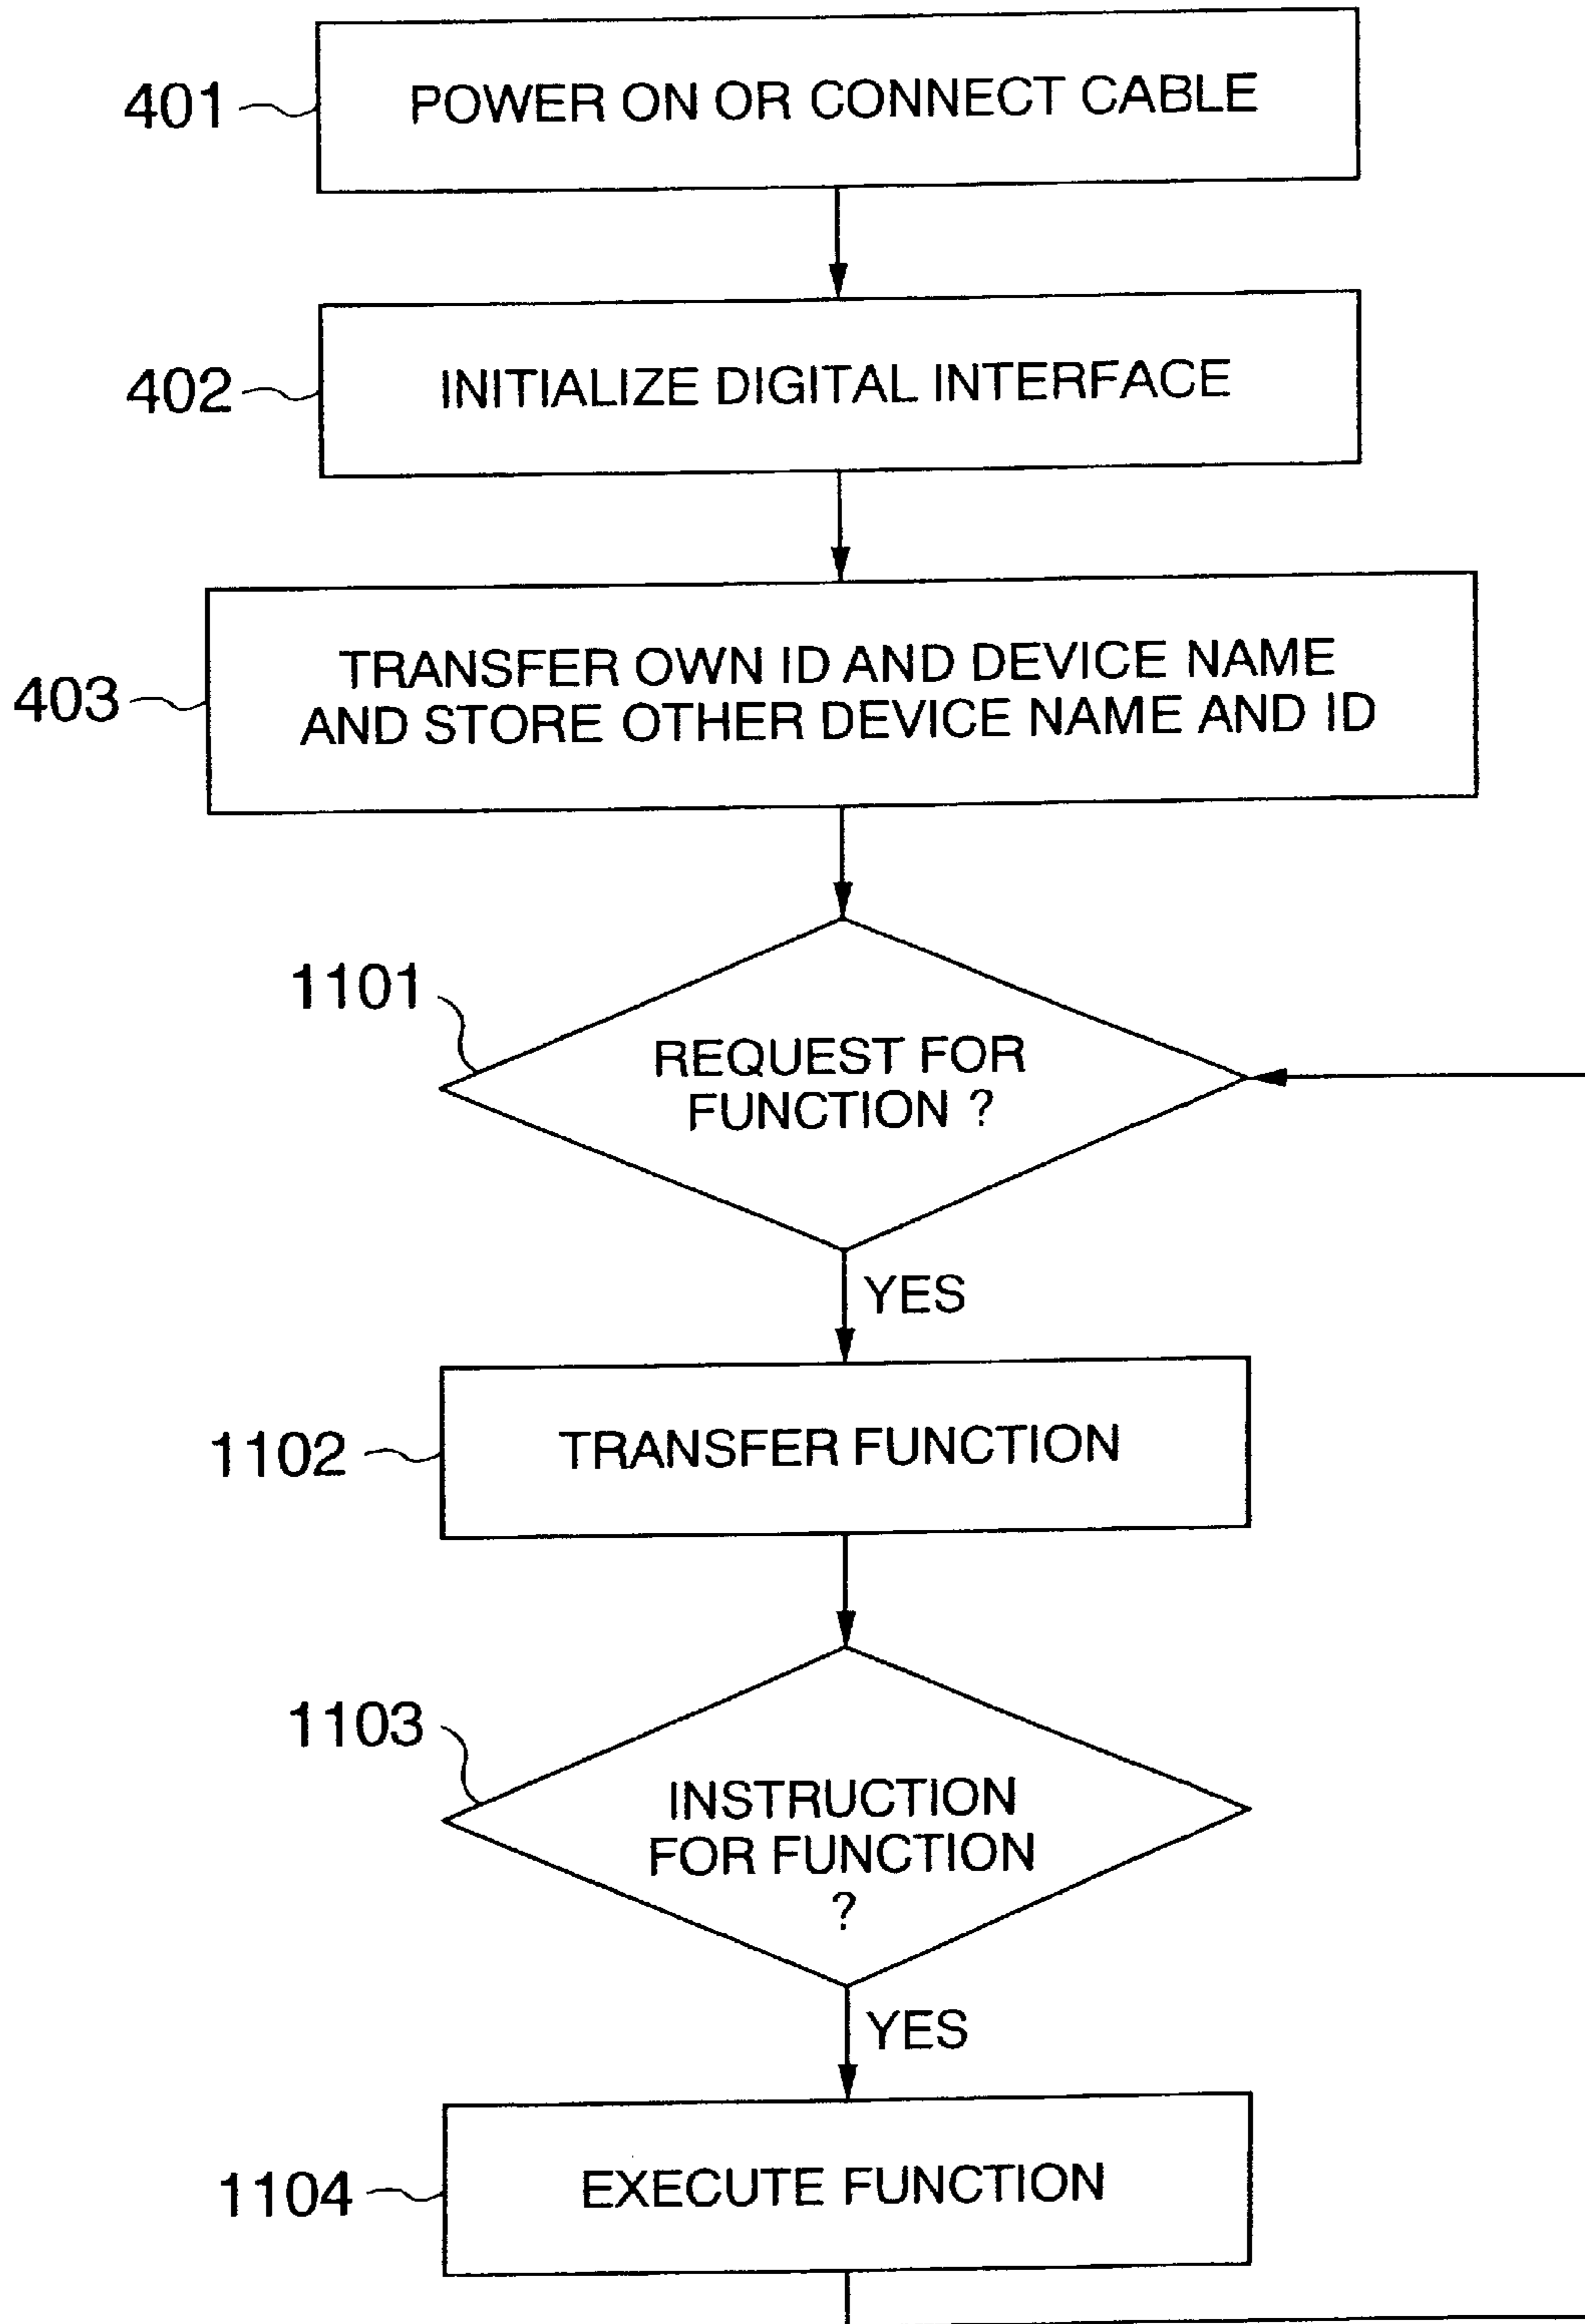 401
POWER ON OR CONNECT CABLE
402
INITIALIZE DIGITAL INTERFACE
403
TRANSFER OWN ID AND DEVICE NAME
AND STORE OTHER DEVICE NAME AND ID
1101
REQUEST FOR
FUNCTION ?
YES
1102
TRANSFER FUNCTION
1103
INSTRUCTION
FOR FUNCTION
?
YES
1104
EXECUTE FUNCTION